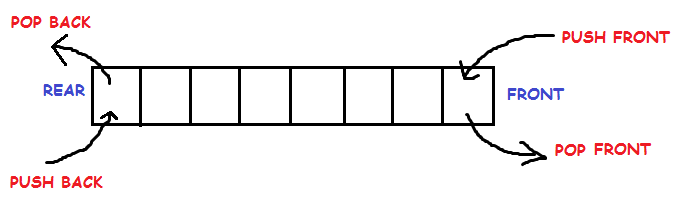 POP BACK
PUSH FRONT
REAR
FRONT
POP FRONT
PUSH BACK